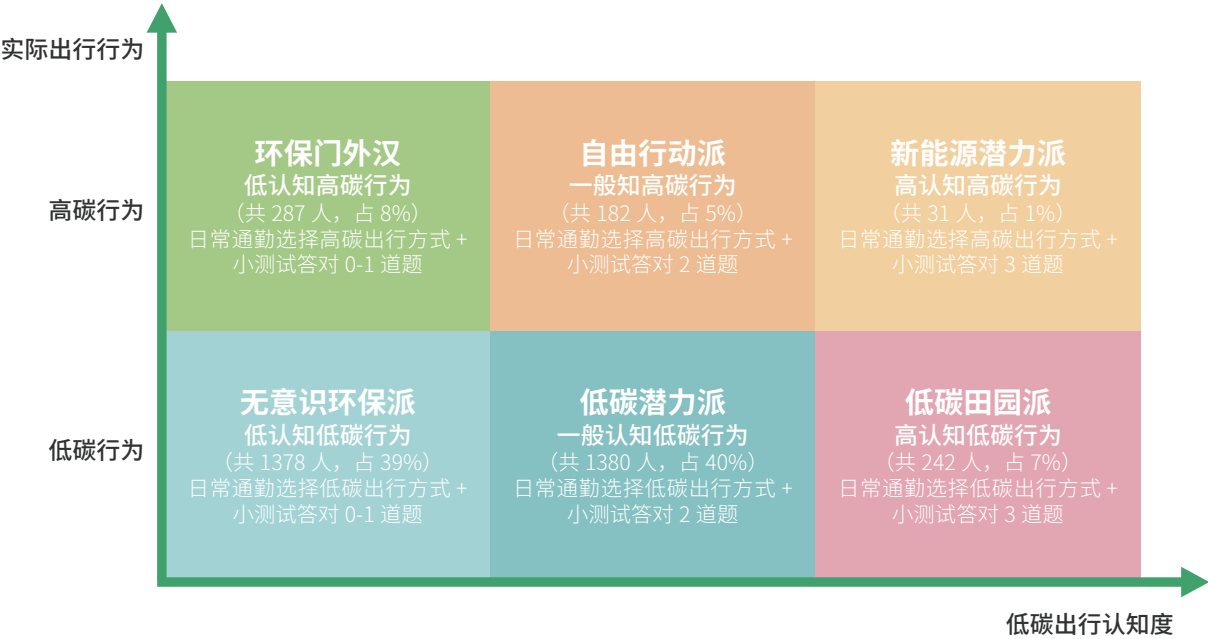 实际出行行为
高碳行为
环保门外汉
低认知高碳行为
（共 287 人，占 8%）
日常通勤选择高碳出行方式 +
小测试答对 0-1 道题
自由行动派
一般知高碳行为
（共 182 人，占 5%）
日常通勤选择高碳出行方式 +
小测试答对 2 道题
新能源潜力派
高认知高碳行为
（共 31 人，占 1%）
日常通勤选择高碳出行方式 +
小测试答对 3 道题
低碳行为
无意识环保派
低认知低碳行为
（共 1378 人，占 39%）
日常通勤选择低碳出行方式 +
小测试答对 0-1 道题
低碳潜力派
一般认知低碳行为
（共 1380 人，占 40%）
日常通勤选择低碳出行方式 +
小测试答对 2 道题
低碳田园派
高认知低碳行为
（共 242 人，占 7%）
日常通勤选择低碳出行方式 +
小测试答对 3 道题
低碳出行认知度